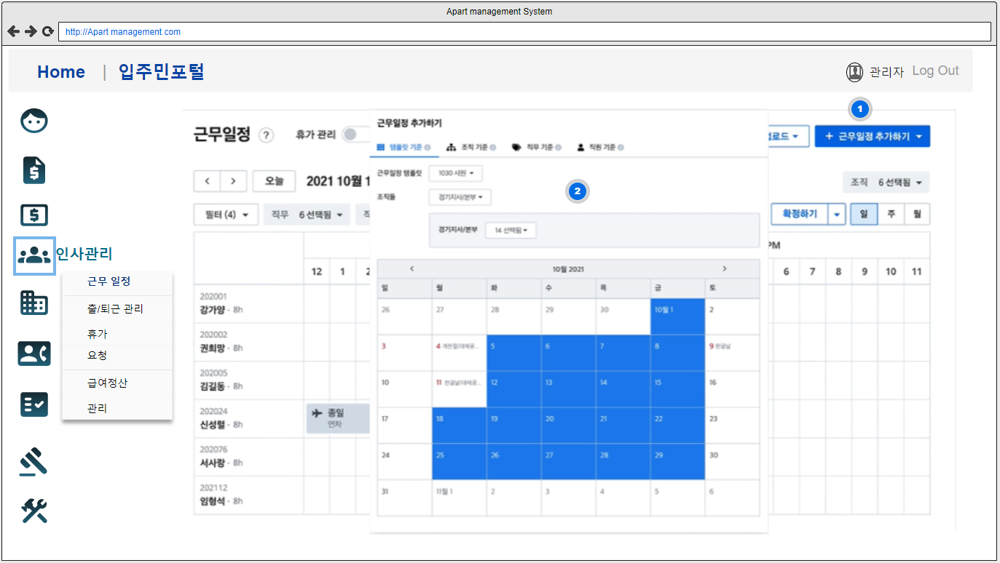 Apart management System
http://Apart management.com
Home | 입주민포털
관리자 Log Out
1
근무일정 ? 휴가 관리
로드
+ 근무일정 추가하기
오늘 2021 10월 1
조직 6 선택됨
필터 (4) 직무 6 선택됨 직
확정하기 일 주 월
PM
12 1 2
6 7 8 9 10 11
202001
강가양 · 8h
202002
권희망 · 8h
202005
김길동 · 8h
202024
신성렬 · 8h
종일
연차
202076
서사랑 · 8h
202112
임형석 · 8h
인사관리
근무 일정
출/퇴근 관리
휴가
요청
급여정산
관리
근무일정 추가하기
템플릿 기준 조직 기준 직무 기준 직원 기준
근무일정 템플릿 1030 사원
2
조직들 경기지사/본부
경기지사/본부 14 선택됨
10월 2021
일 월 화 수 목 금 토
26 27 28 29 30 10월 1 2
3 4 개천절(대체공... 5 6 7 8 9 한글날
10 11 한글날(대체공... 12 13 14 15 16
17 18 19 20 21 22 23
24 25 26 27 28 29 30
31 11월 1 2 3 4 5 6